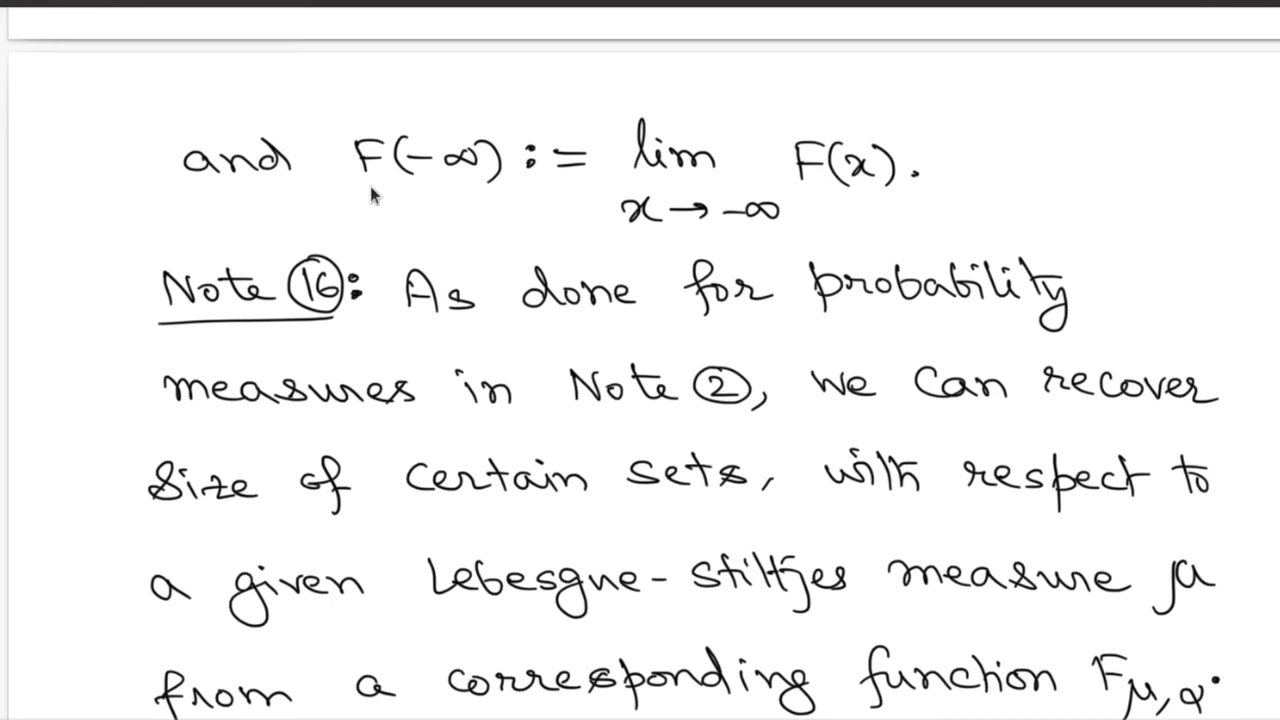 and F(-∞) := lim F(x).
x → -∞
Note ⑯: As done for probability
measures in Note ②, we can recover
size of certain sets, with respect to
a given Lebesgue-Stiltjes measure μ
from a corresponding function F_{μ,α}.